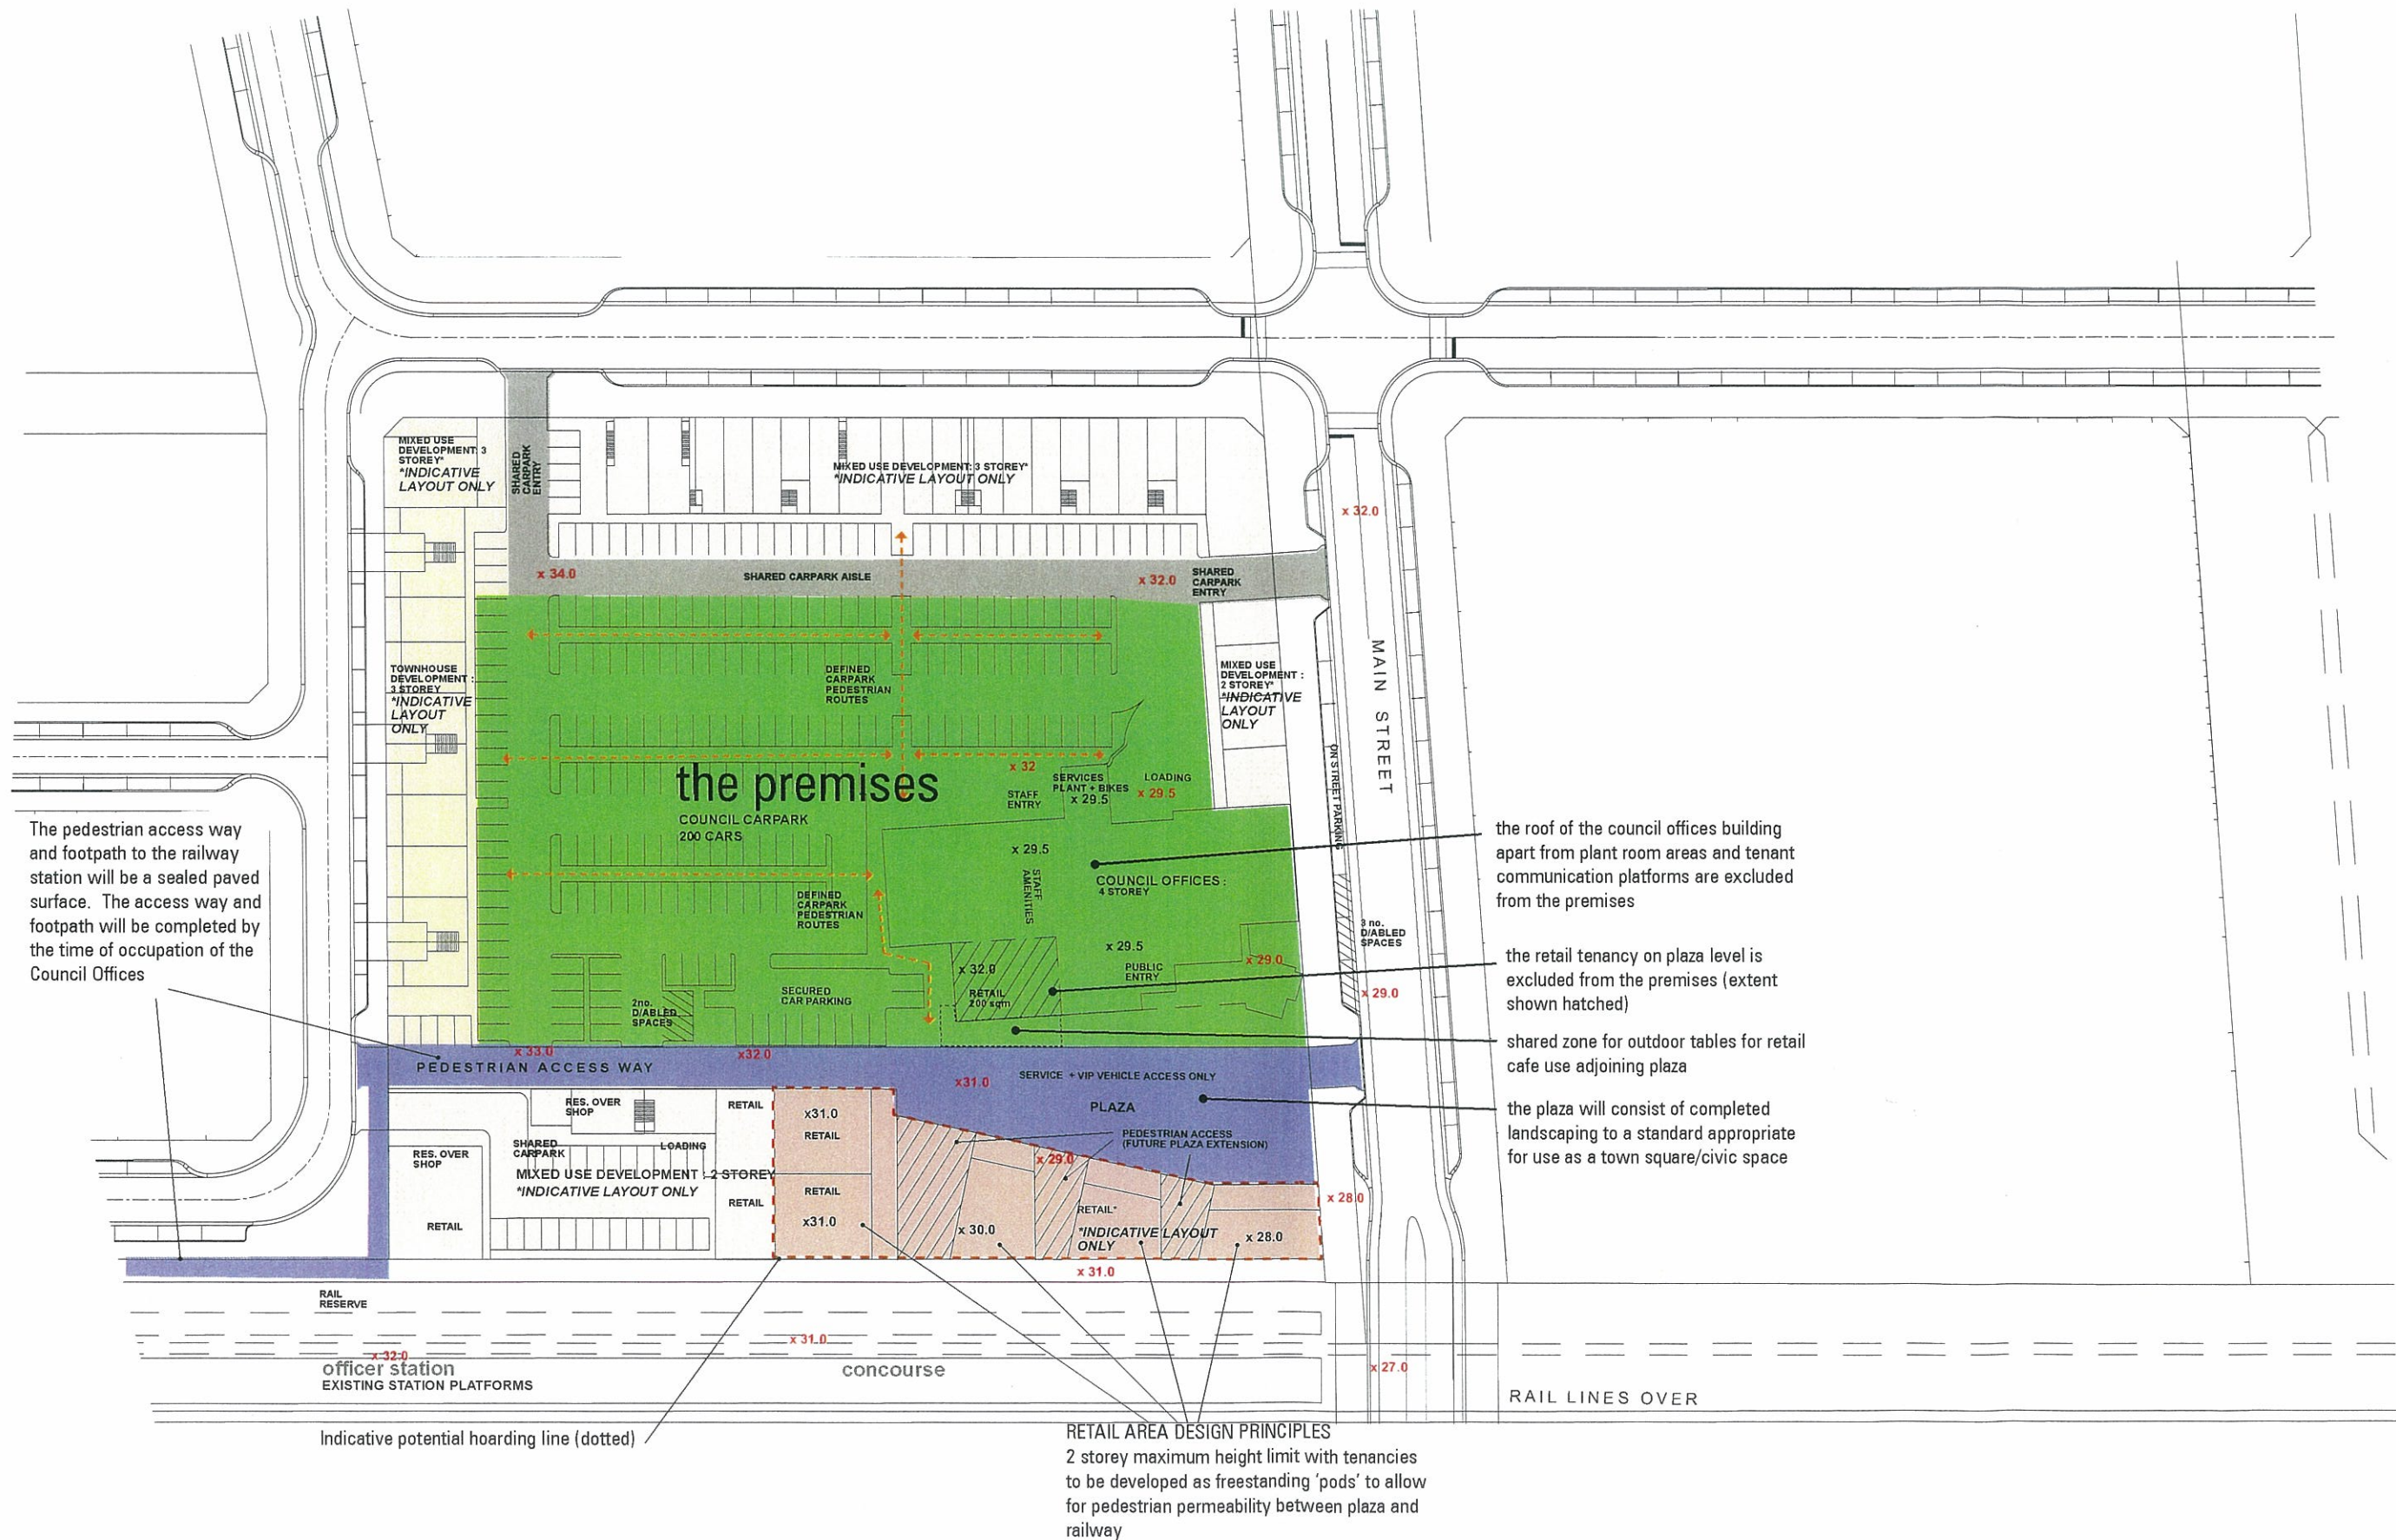 MIXED USE
DEVELOPMENT: 3
STOREY*
*INDICATIVE
LAYOUT ONLY
SHARED
CARPARK
ENTRY
MIXED USE DEVELOPMENT: 3 STOREY*
*INDICATIVE LAYOUT ONLY
x 32.0
x 34.0
SHARED CARPARK AISLE
x 32.0
SHARED
CARPARK
ENTRY
TOWNHOUSE
DEVELOPMENT :
3 STOREY
*INDICATIVE
LAYOUT
ONLY
DEFINED
CARPARK
PEDESTRIAN
ROUTES
MIXED USE
DEVELOPMENT :
2 STOREY*
*INDICATIVE
LAYOUT
ONLY
MAIN STREET
ON STREET PARKING
the premises
COUNCIL CARPARK
200 CARS
x 32
STAFF
ENTRY
SERVICES
PLANT + BIKES
x 29.5
LOADING
x 29.5
x 29.5
STAFF
AMENITIES
COUNCIL OFFICES :
4 STOREY
DEFINED
CARPARK
PEDESTRIAN
ROUTES
3 no.
D/ABLED
SPACES
x 29.5
PUBLIC
ENTRY
x 29.0
x 29.0
x 32.0
RETAIL
200 sqm
SECURED
CAR PARKING
2no.
D/ABLED
SPACES
The pedestrian access way
and footpath to the railway
station will be a sealed paved
surface. The access way and
footpath will be completed by
the time of occupation of the
Council Offices
the roof of the council offices building
apart from plant room areas and tenant
communication platforms are excluded
from the premises
the retail tenancy on plaza level is
excluded from the premises (extent
shown hatched)
shared zone for outdoor tables for retail
cafe use adjoining plaza
the plaza will consist of completed
landscaping to a standard appropriate
for use as a town square/civic space
x 33.0
x32.0
PEDESTRIAN ACCESS WAY
x31.0
SERVICE + VIP VEHICLE ACCESS ONLY
PLAZA
PEDESTRIAN ACCESS
(FUTURE PLAZA EXTENSION)
x 29.0
RES. OVER
SHOP
RETAIL
x31.0
RETAIL
SHARED
CARPARK
LOADING
RES. OVER
SHOP
MIXED USE DEVELOPMENT : 2 STOREY
*INDICATIVE LAYOUT ONLY
RETAIL
RETAIL
x31.0
RETAIL
x 30.0
RETAIL*
*INDICATIVE LAYOUT
ONLY
x 28.0
x 28.0
x 31.0
RAIL
RESERVE
x 31.0
x 32.0
officer station
EXISTING STATION PLATFORMS
concourse
x 27.0
RAIL LINES OVER
Indicative potential hoarding line (dotted)
RETAIL AREA DESIGN PRINCIPLES
2 storey maximum height limit with tenancies
to be developed as freestanding 'pods' to allow
for pedestrian permeability between plaza and
railway